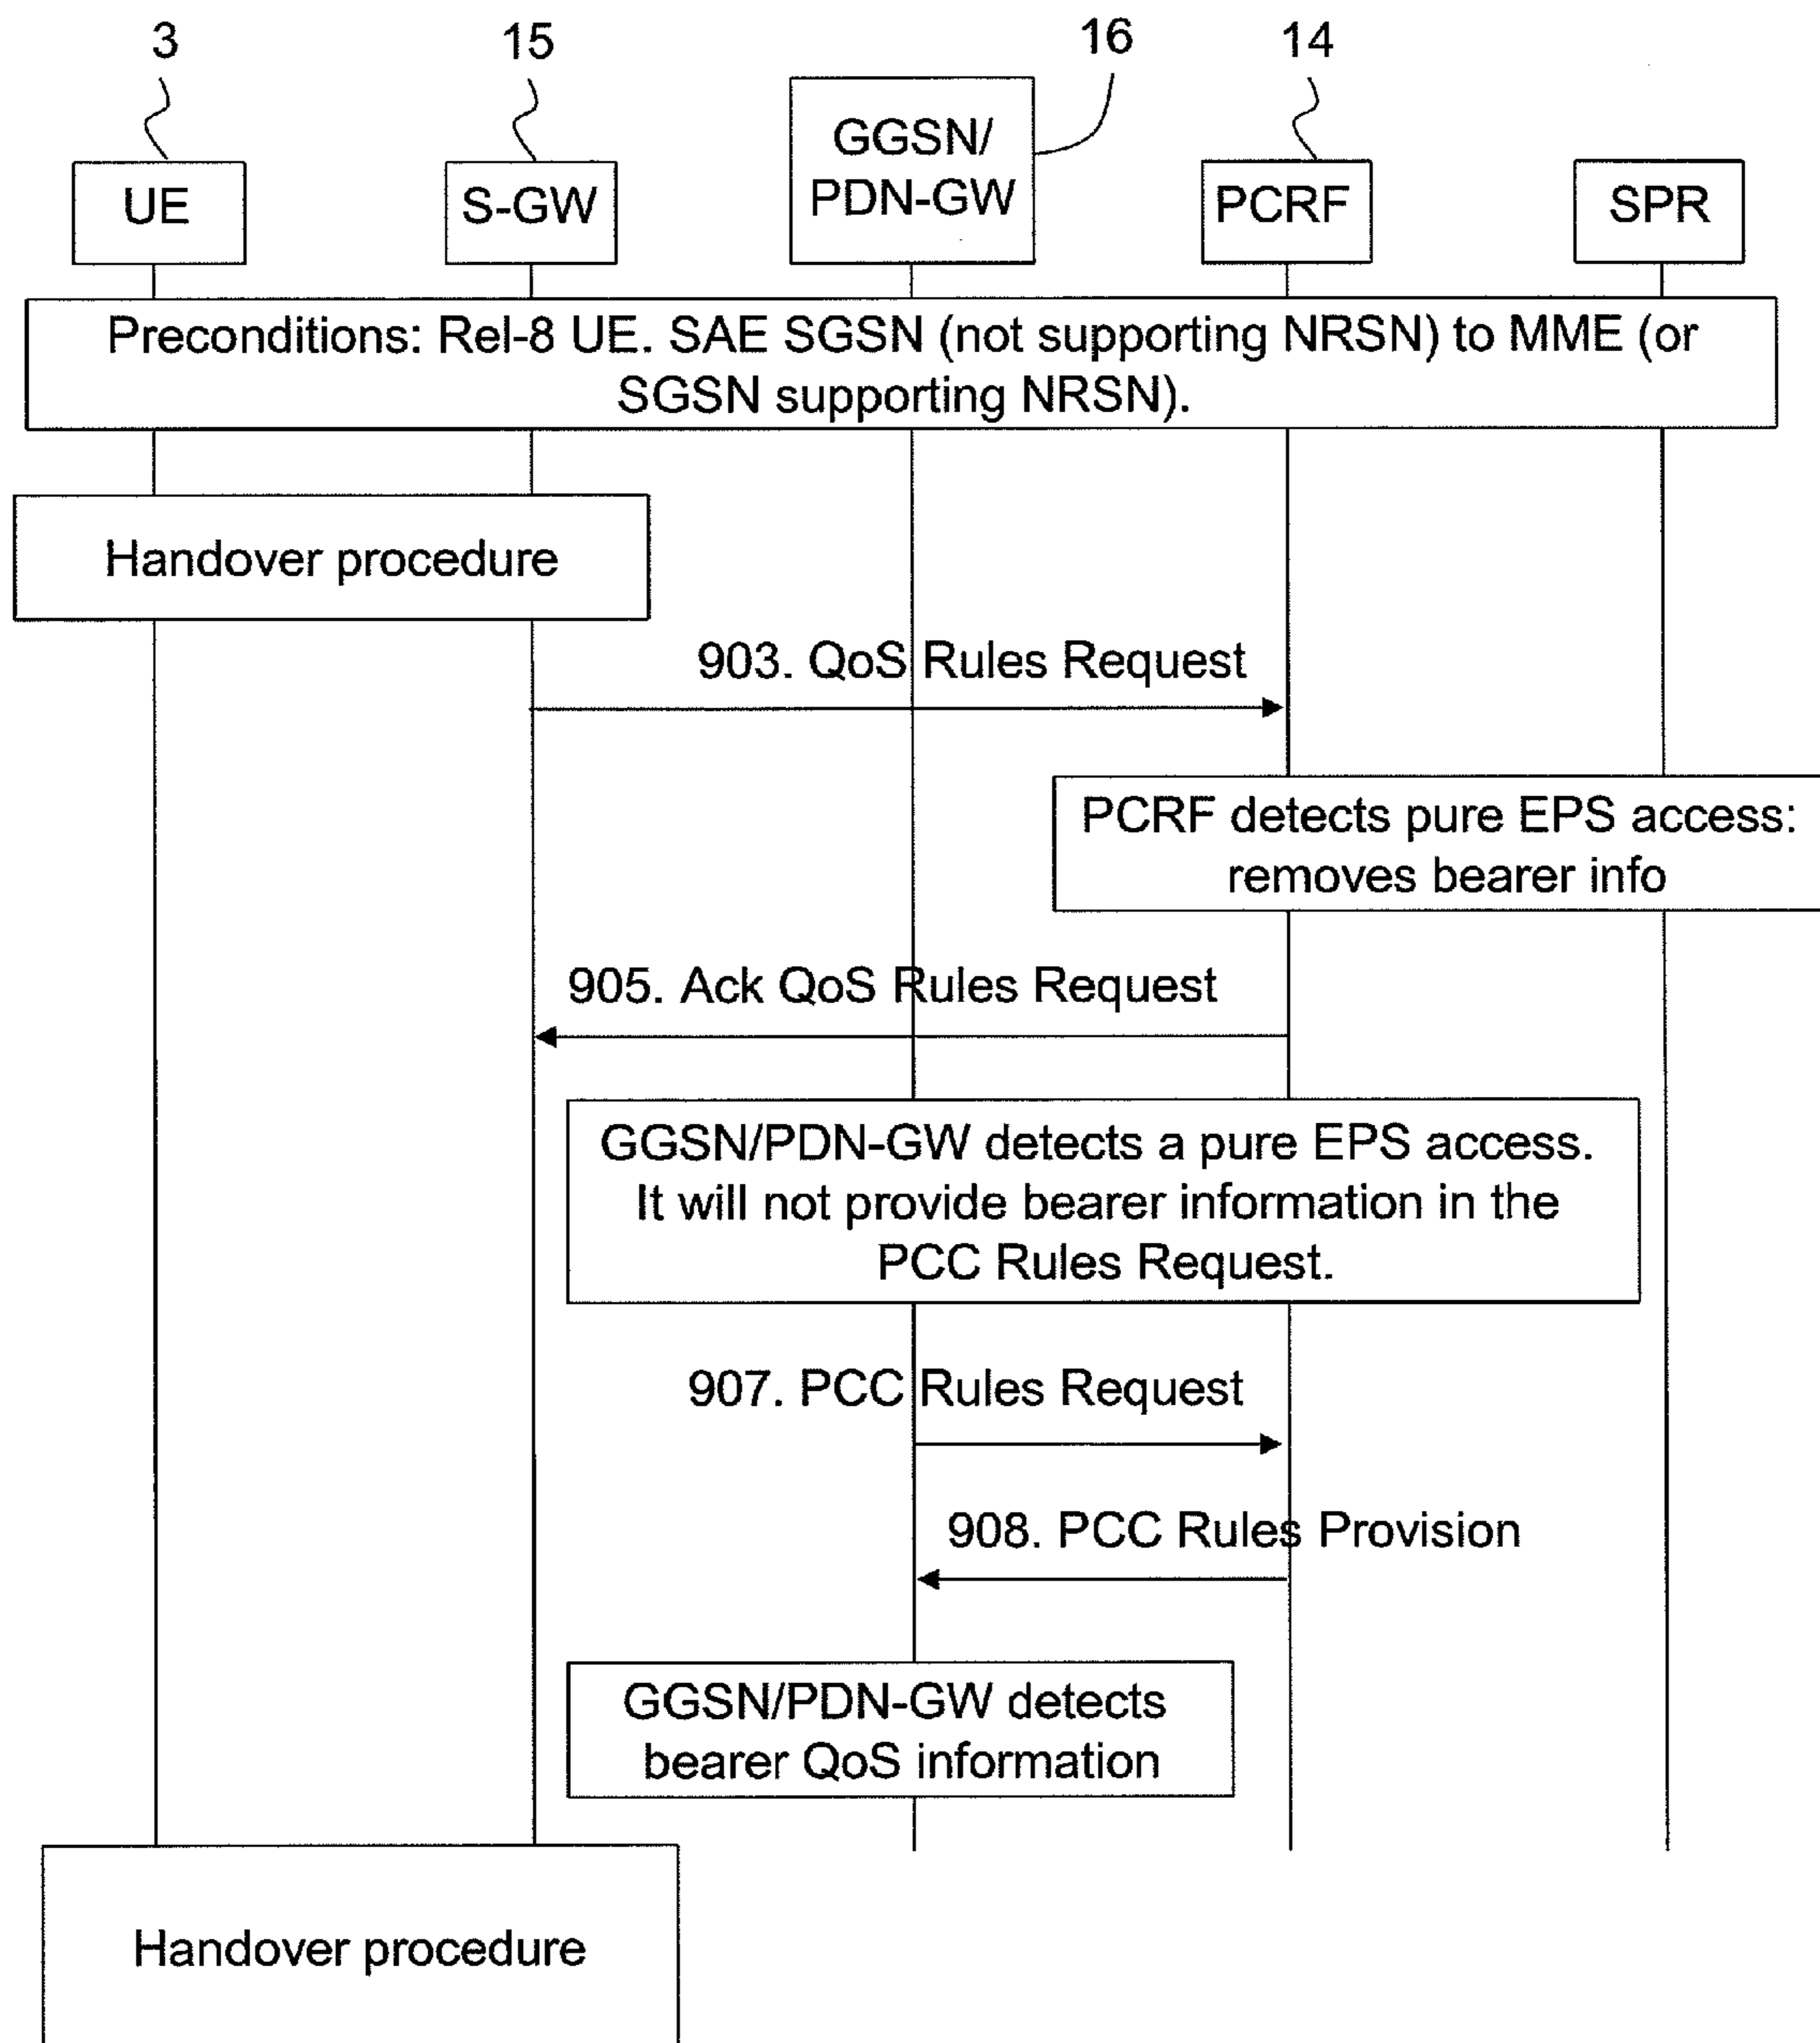 3
15
16
14
UE
S-GW
GGSN/
PDN-GW
PCRF
SPR
Preconditions: Rel-8 UE. SAE SGSN (not supporting NRSN) to MME (or
SGSN supporting NRSN).
Handover procedure
903. QoS Rules Request
PCRF detects pure EPS access:
removes bearer info
905. Ack QoS Rules Request
GGSN/PDN-GW detects a pure EPS access.
It will not provide bearer information in the
PCC Rules Request.
907. PCC Rules Request
908. PCC Rules Provision
GGSN/PDN-GW detects
bearer QoS information
Handover procedure